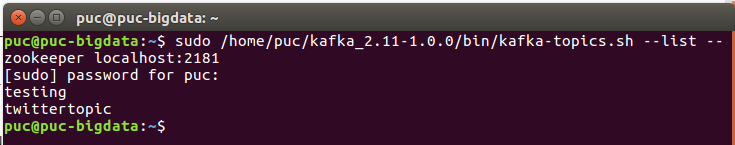 puc@puc-bigdata: ~
puc@puc-bigdata:~$ sudo /home/puc/kafka_2.11-1.0.0/bin/kafka-topics.sh --list --
zookeeper localhost:2181
[sudo] password for puc:
testing
twittertopic
puc@puc-bigdata:~$